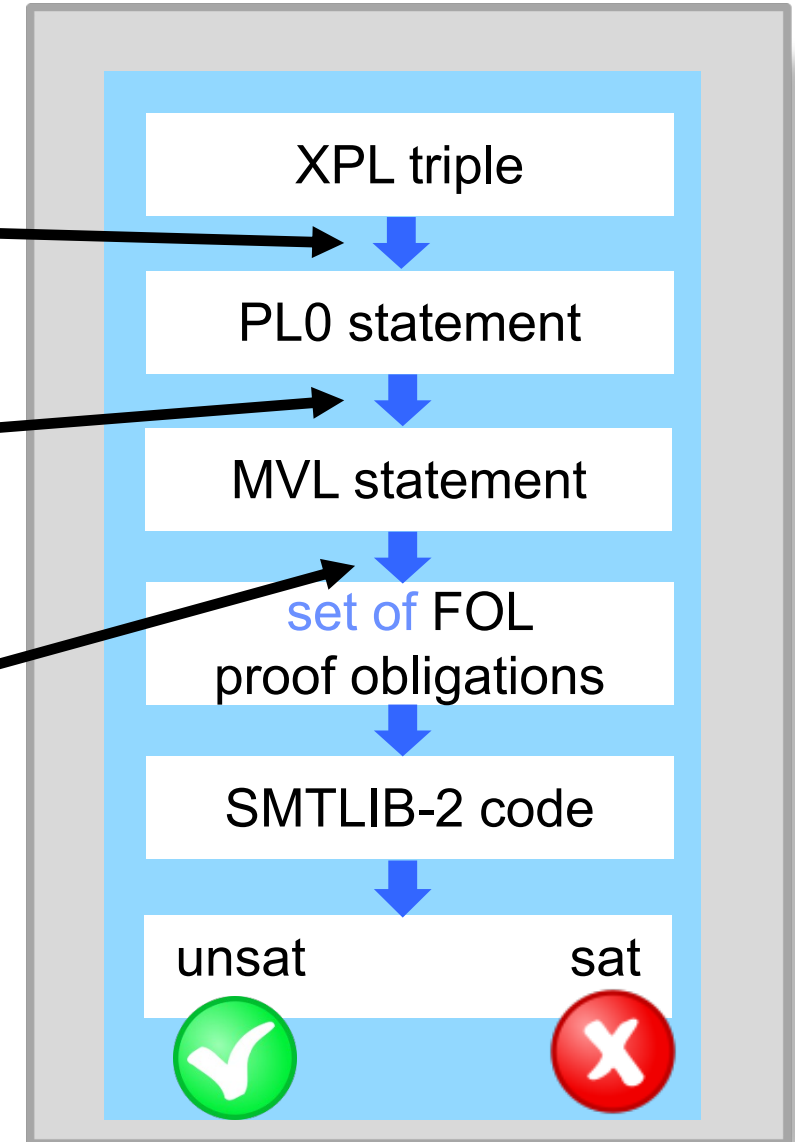 XPL triple
PL0 statement
MVL statement
set of FOL
proof obligations
SMTLIB-2 code
unsat sat